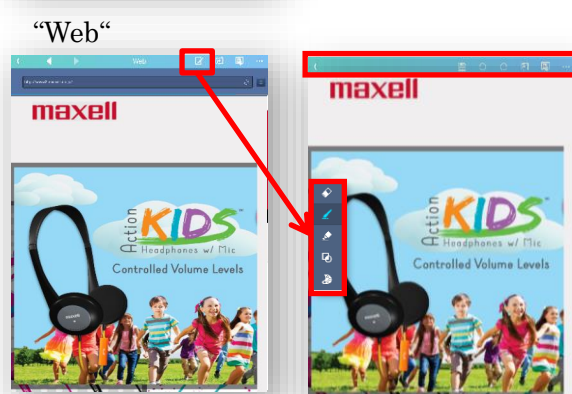 “Web“
Web
maxell
Action
KIDS
Headphones w/ Mic
Controlled Volume Levels
maxell
maxell
Action
KIDS
Headphones w/ Mic
Controlled Volume Levels
maxell